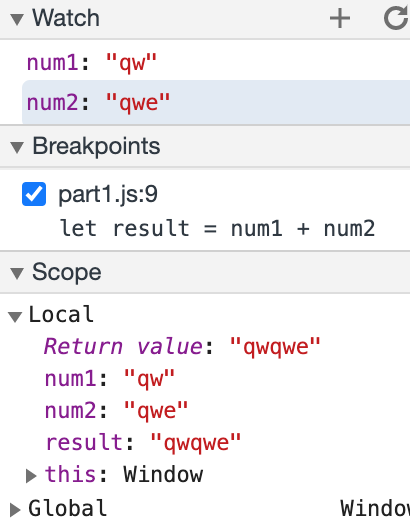 Watch
num1: "qw"
num2: "qwe"
Breakpoints
part1.js:9
let result = num1 + num2
Scope
Local
Return value: "qwqwe"
num1: "qw"
num2: "qwe"
result: "qwqwe"
this: Window
Global Window